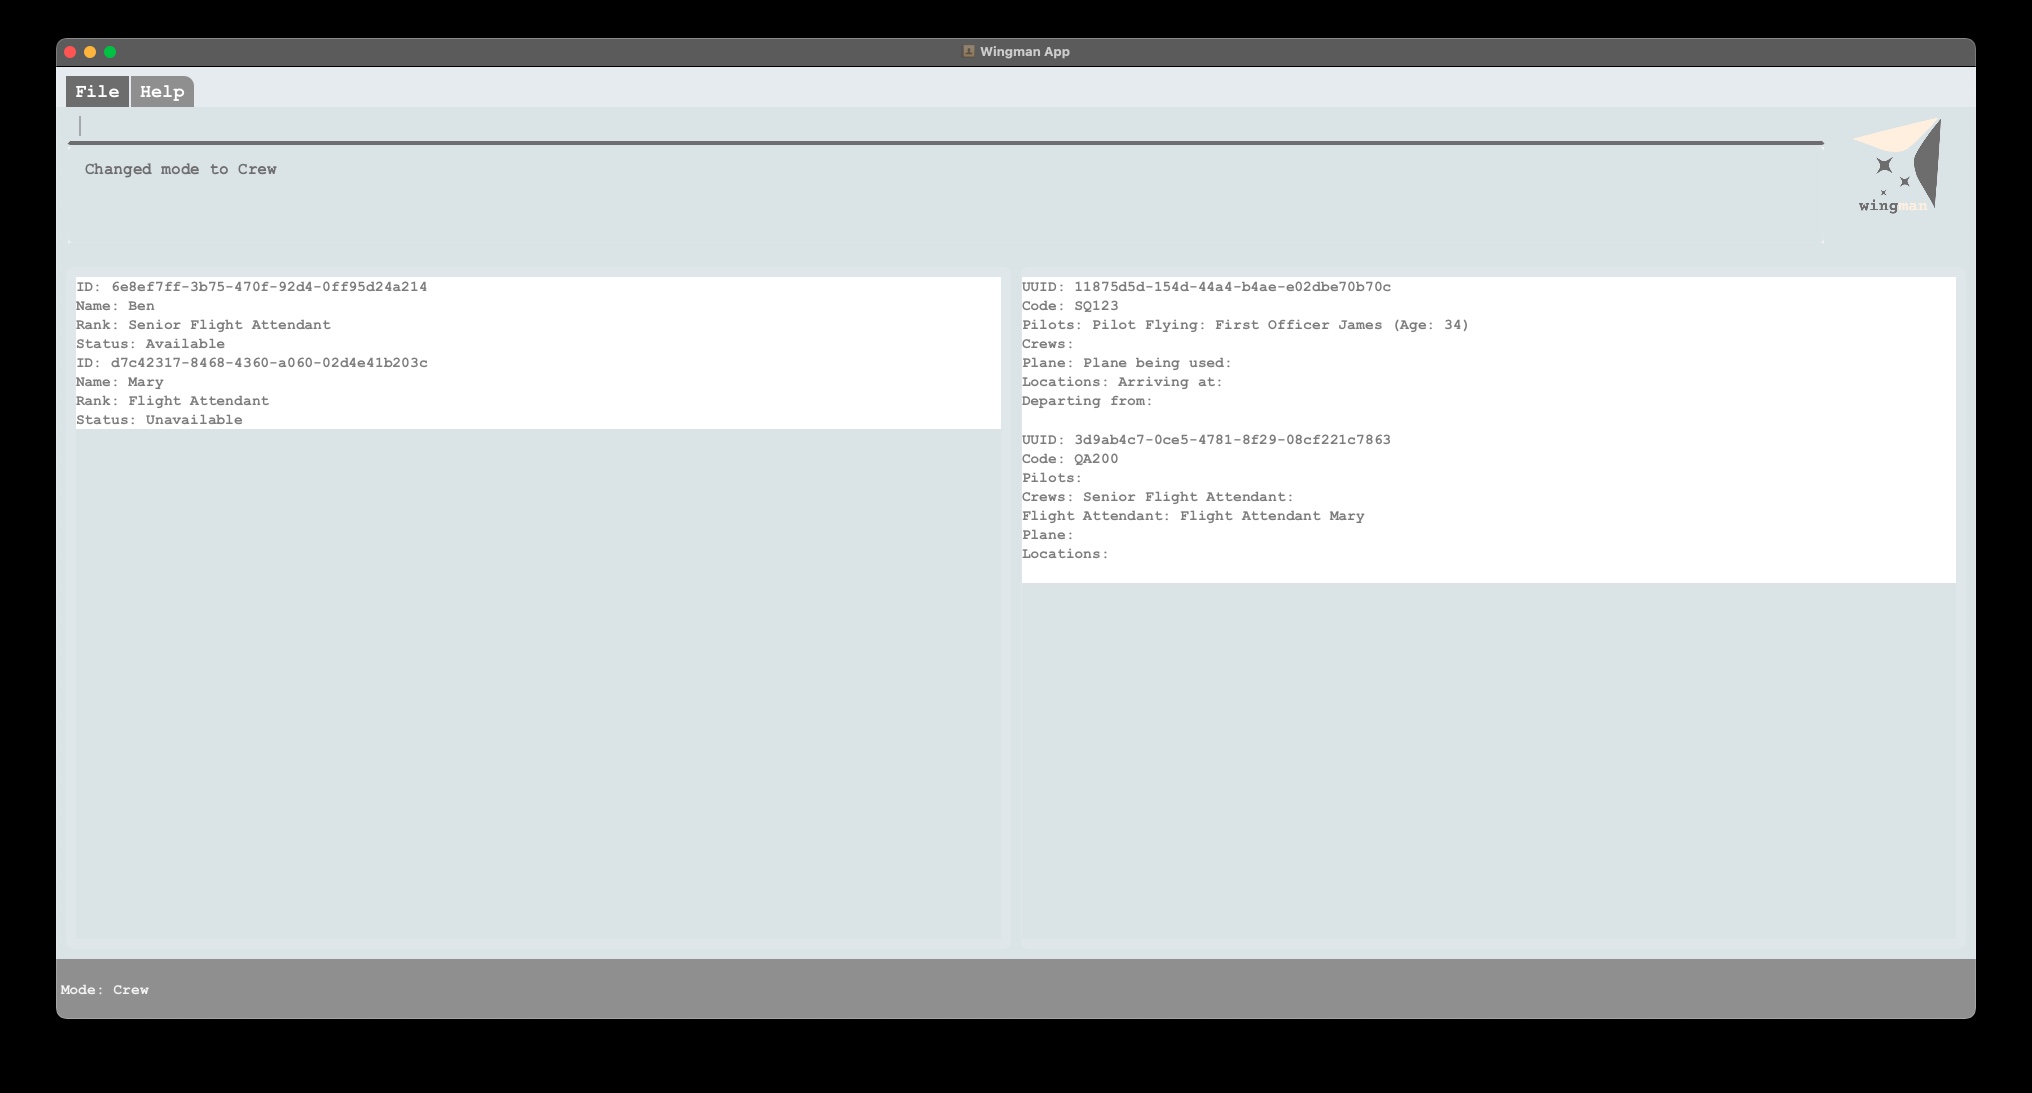 Wingman App
File Help
Changed mode to Crew
wingman
ID: 6e8ef7ff-3b75-470f-92d4-0ff95d24a214
Name: Ben
Rank: Senior Flight Attendant
Status: Available
ID: d7c42317-8468-4360-a060-02d4e41b203c
Name: Mary
Rank: Flight Attendant
Status: Unavailable
UUID: 11875d5d-154d-44a4-b4ae-e02dbe70b70c
Code: SQ123
Pilots: Pilot Flying: First Officer James (Age: 34)
Crews:
Plane: Plane being used:
Locations: Arriving at:
Departing from:
UUID: 3d9ab4c7-0ce5-4781-8f29-08cf221c7863
Code: QA200
Pilots:
Crews: Senior Flight Attendant:
Flight Attendant: Flight Attendant Mary
Plane:
Locations:
Mode: Crew